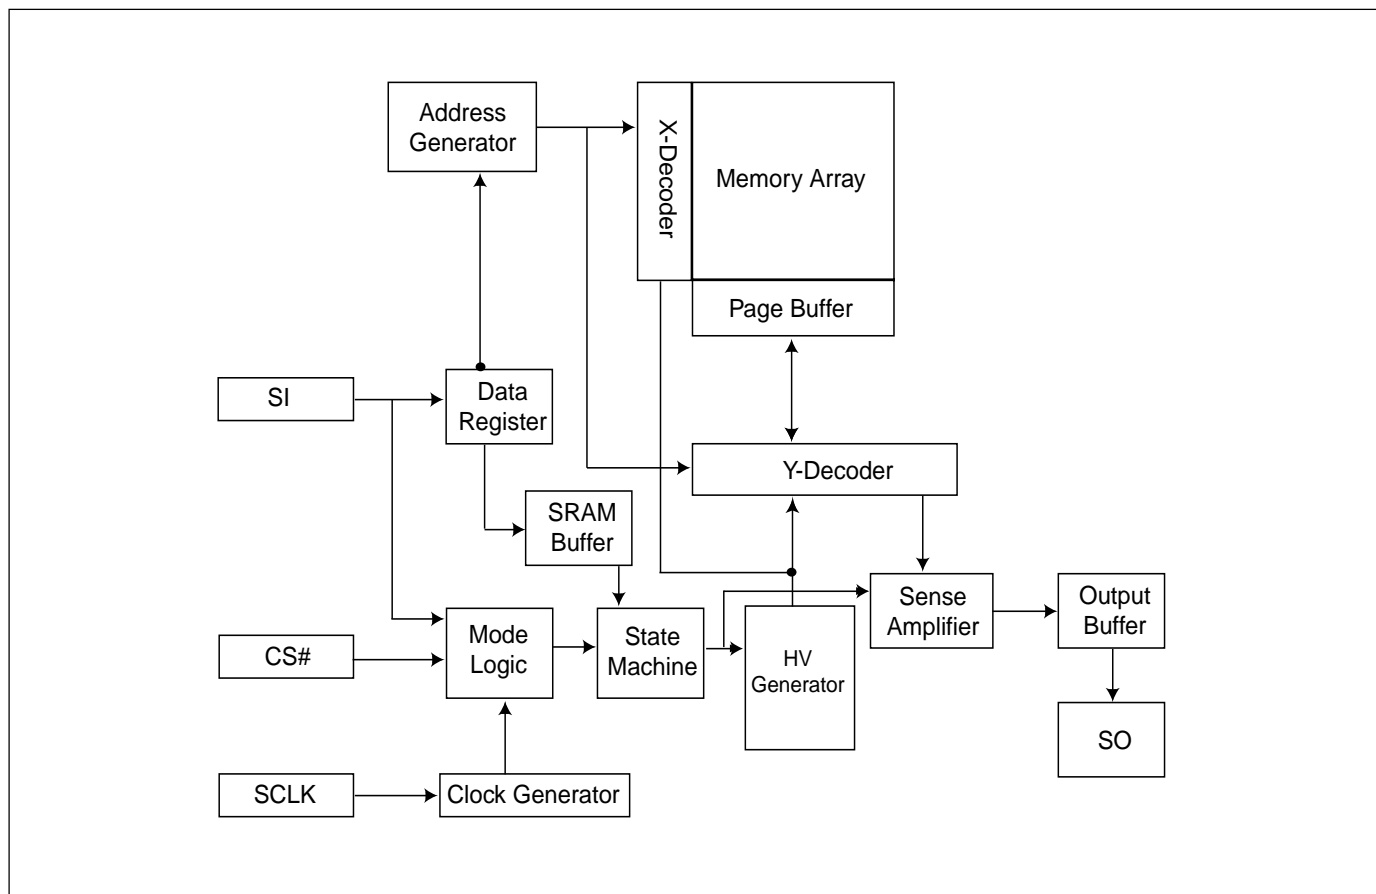 Address
Generator
X-Decoder
Memory Array
Page Buffer
SI
Data
Register
Y-Decoder
SRAM
Buffer
Sense
Amplifier
Output
Buffer
CS#
Mode
Logic
State
Machine
HV
Generator
SO
SCLK
Clock Generator